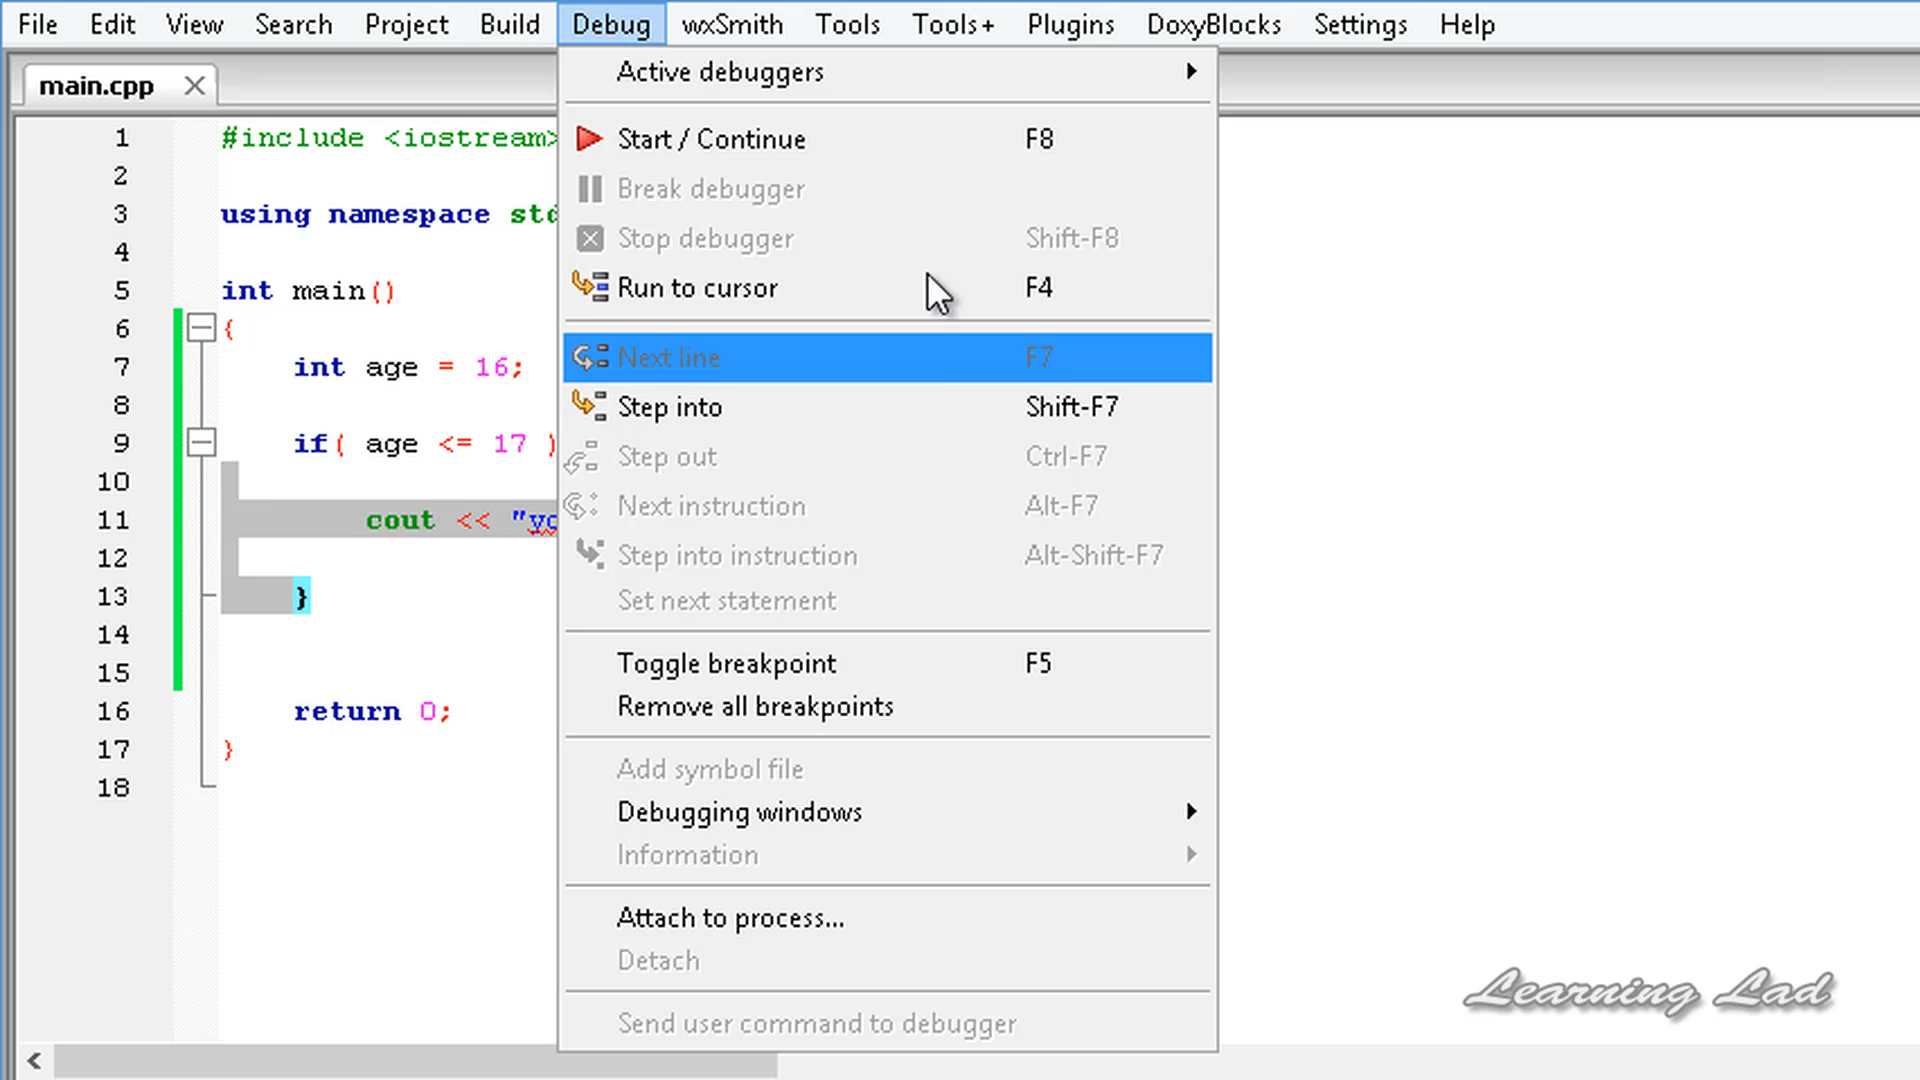 File Edit View Search Project Build Debug wxSmith Tools Tools+ Plugins DoxyBlocks Settings Help
main.cpp
1 #include <iostream>
2
3 using namespace std
4
5 int main()
6 {
7 int age = 16;
8
9 if( age <= 17 )
10
11 cout << "yo
12
13 }
14
15
16 return 0;
17 }
18
Active debuggers
Start / Continue F8
Break debugger
Stop debugger Shift-F8
Run to cursor F4
Next line F7
Step into Shift-F7
Step out Ctrl-F7
Next instruction Alt-F7
Step into instruction Alt-Shift-F7
Set next statement
Toggle breakpoint F5
Remove all breakpoints
Add symbol file
Debugging windows
Information
Attach to process...
Detach
Send user command to debugger
Learning Lad